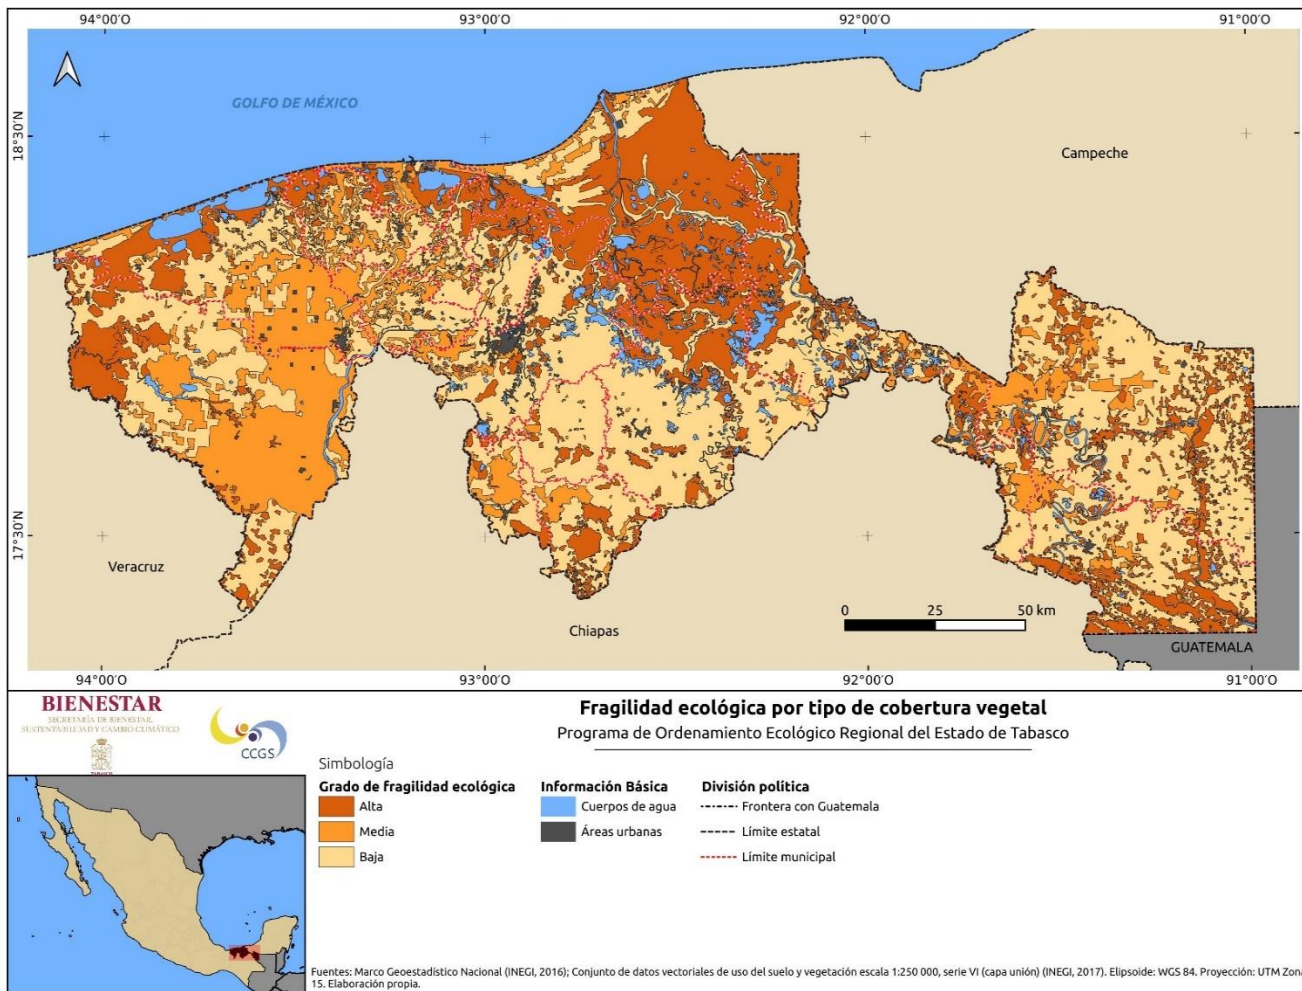 94°00'O 93°00'O 92°00'O 91°00'O
18°30'N
GOLFO DE MÉXICO
Campeche
17°30'N
Veracruz
0 25 50 km
Chiapas
GUATEMALA
94°00'O 93°00'O 92°00'O 91°00'O
BIENESTAR
SECRETARÍA DE BIENESTAR,
SUSTENTABILIDAD Y CAMBIO CLIMÁTICO
TABASCO
CCGS
Fragilidad ecológica por tipo de cobertura vegetal
Programa de Ordenamiento Ecológico Regional del Estado de Tabasco
Simbología
Grado de fragilidad ecológica
Alta
Media
Baja
Información Básica
Cuerpos de agua
Áreas urbanas
División política
Frontera con Guatemala
Límite estatal
Límite municipal
Fuentes: Marco Geoestadístico Nacional (INEGI, 2016); Conjunto de datos vectoriales de uso del suelo y vegetación escala 1:250 000, serie VI (capa unión) (INEGI, 2017). Elipsoide: WGS 84. Proyección: UTM Zona
15. Elaboración propia.